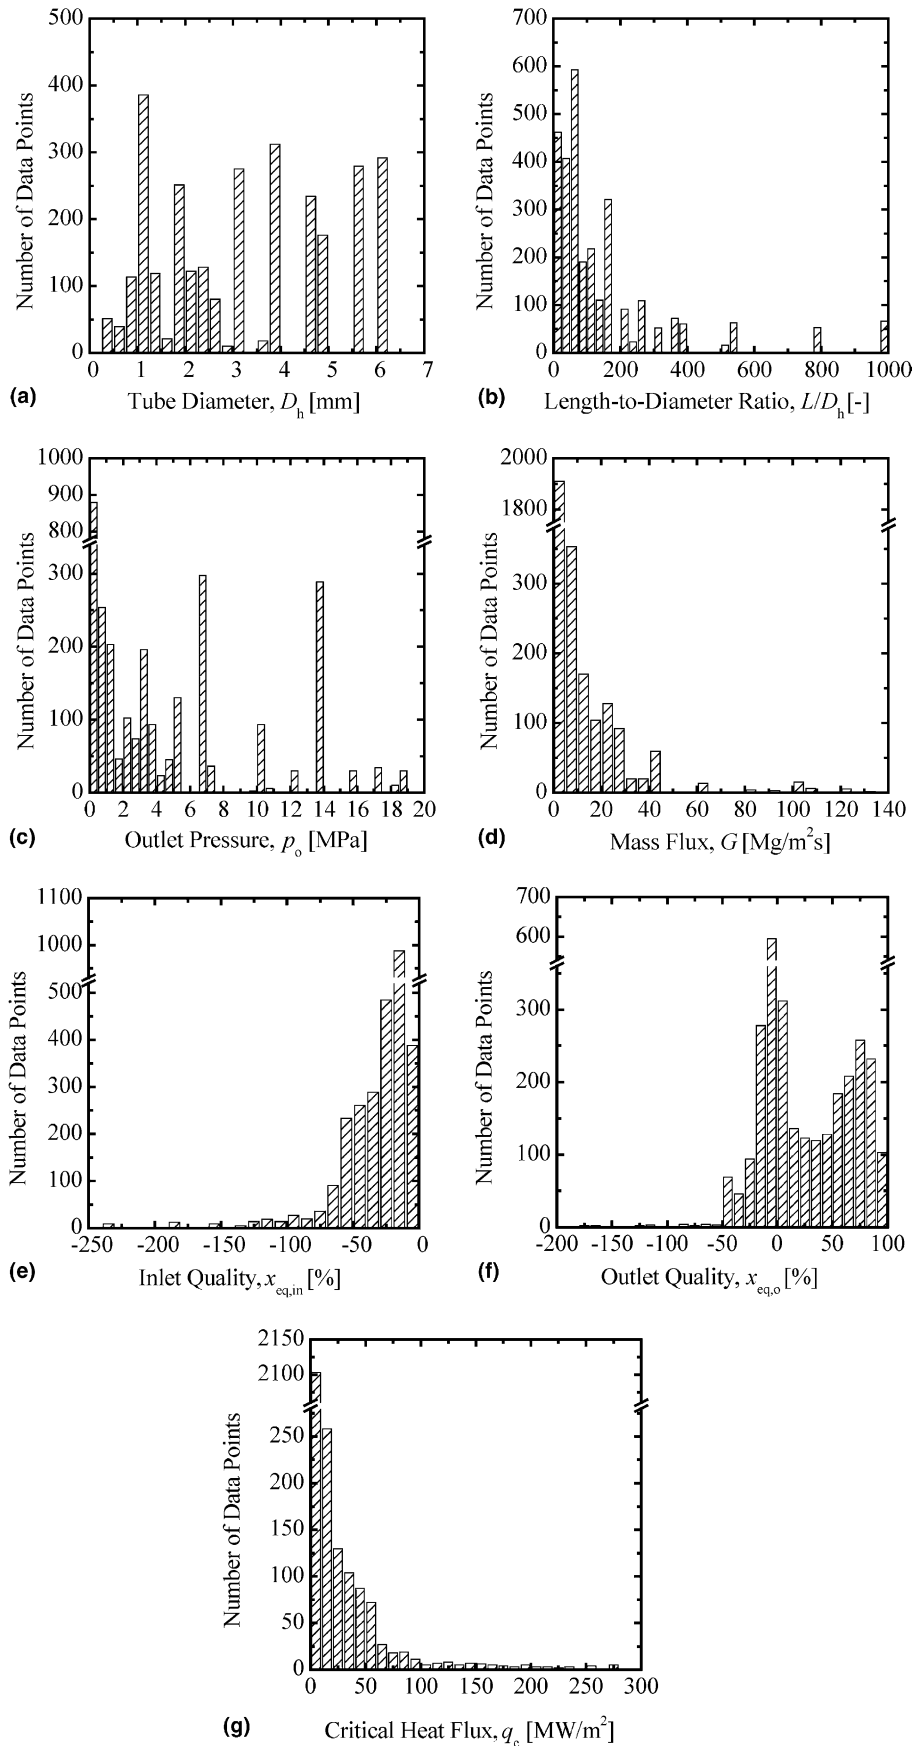 500
400
300
200
100
0
Number of Data Points
0 1 2 3 4 5 6 7
(a) Tube Diameter, Dh [mm]
700
600
500
400
300
200
100
0
Number of Data Points
0 200 400 600 800 1000
(b) Length-to-Diameter Ratio, L/Dh [-]
1000
900
800
300
200
100
0
Number of Data Points
0 2 4 6 8 10 12 14 16 18 20
(c) Outlet Pressure, po [MPa]
2000
1800
300
200
100
0
Number of Data Points
0 20 40 60 80 100 120 140
(d) Mass Flux, G [Mg/m²s]
1100
1000
500
400
300
200
100
0
Number of Data Points
-250 -200 -150 -100 -50 0
(e) Inlet Quality, xeq,in [%]
700
600
300
200
100
0
Number of Data Points
-200 -150 -100 -50 0 50 100
(f) Outlet Quality, xeq,o [%]
2150
2100
250
200
150
100
50
0
Number of Data Points
0 50 100 150 200 250 300
(g) Critical Heat Flux, qc [MW/m²]